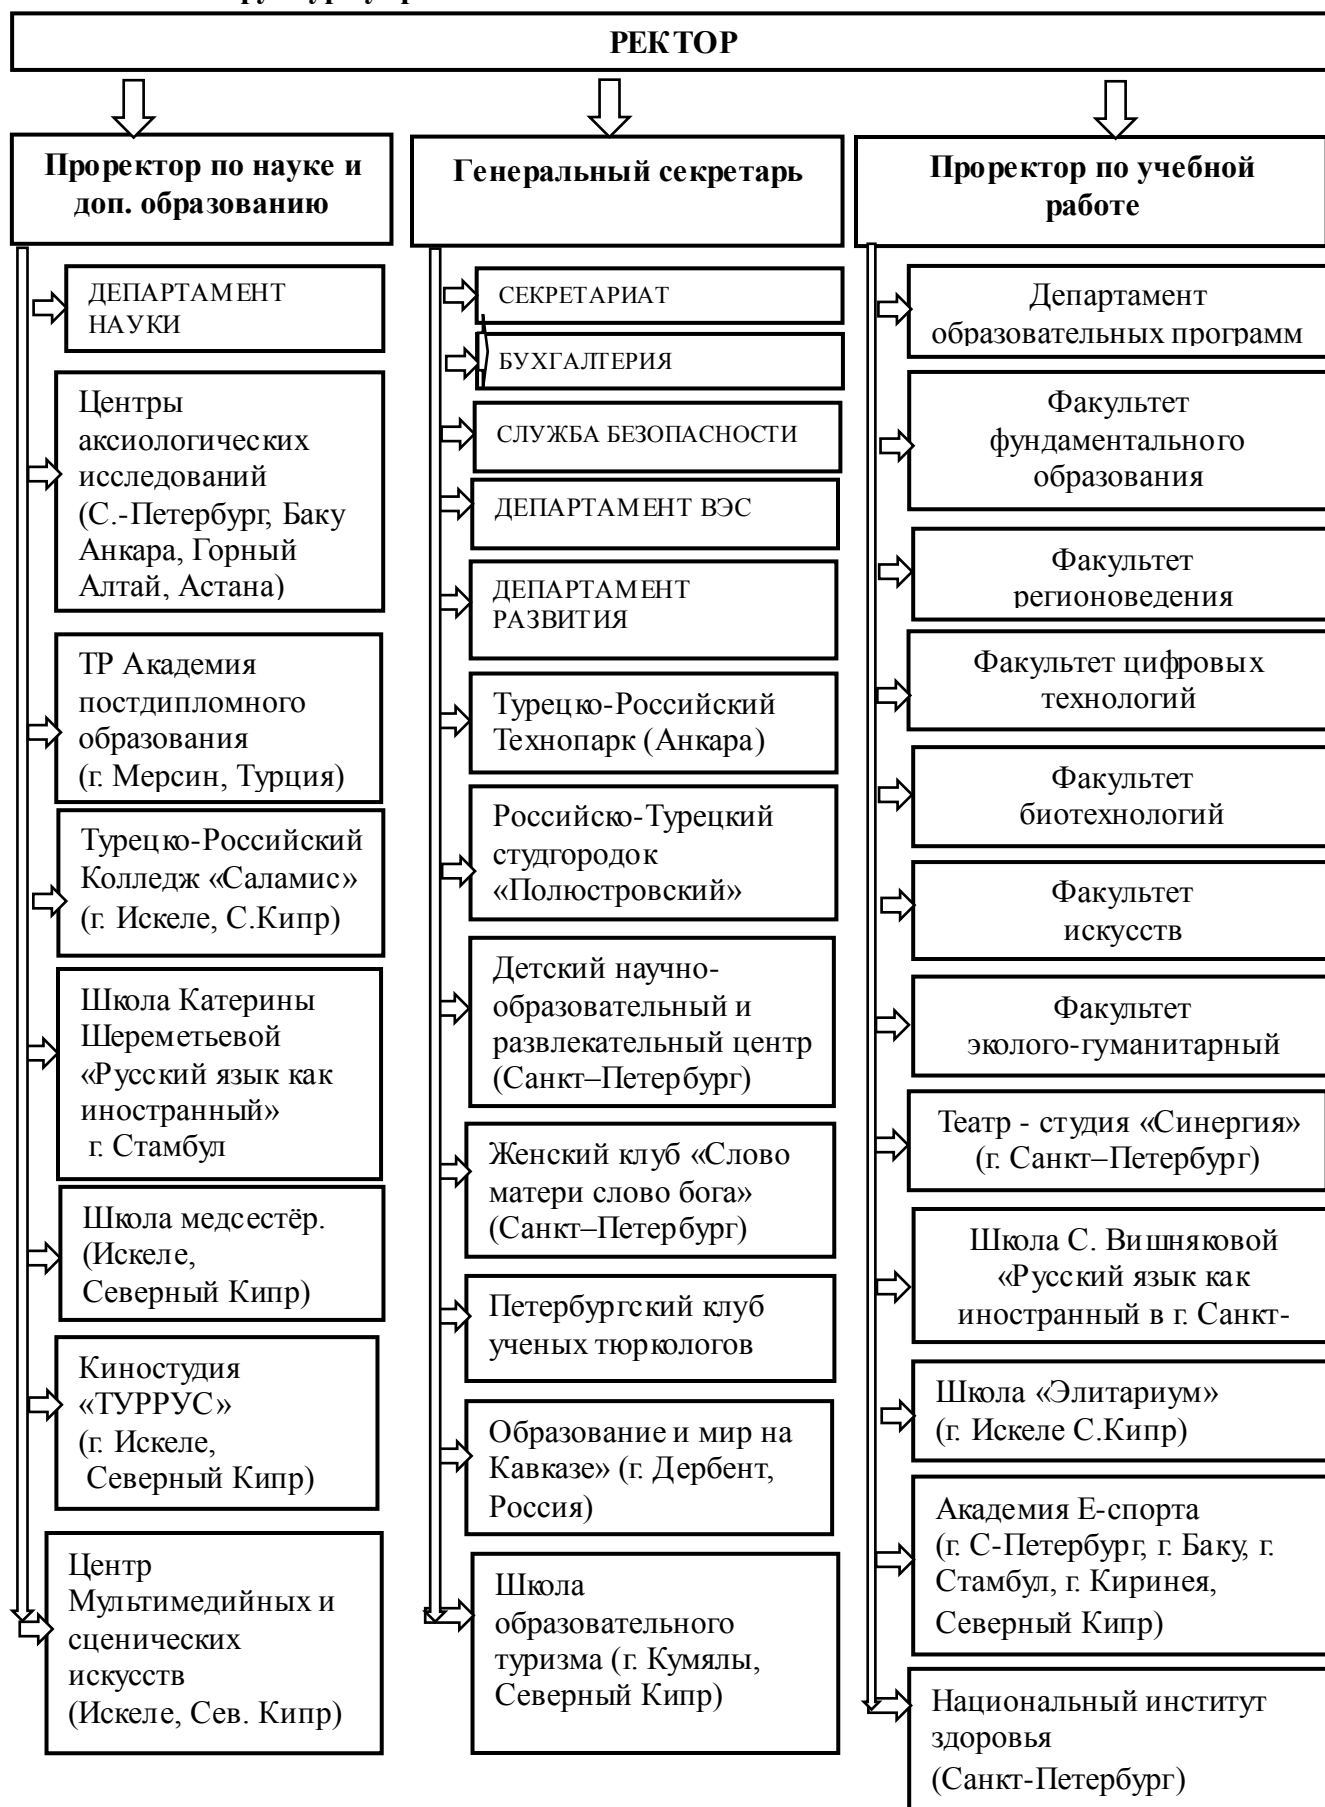 РЕКТОР
Проректор по науке и
доп. образованию
ДЕПАРТАМЕНТ
НАУКИ
Центры
аксиологических
исследований
(С.-Петербург, Баку
Анкара, Горный
Алтай, Астана)
ТР Академия
постдипломного
образования
(г. Мерсин, Турция)
Турецко-Российский
Колледж «Саламис»
(г. Искеле, С.Кипр)
Школа Катерины
Шереметьевой
«Русский язык как
иностранный»
г. Стамбул
Школа медсестёр.
(Искеле,
Северный Кипр)
Киностудия
«ТУРРУС»
(г. Искеле,
Северный Кипр)
Центр
Мультимедийных и
сценических
искусств
(Искеле, Сев. Кипр)
Генеральный секретарь
СЕКРЕТАРИАТ
БУХГАЛТЕРИЯ
СЛУЖБА БЕЗОПАСНОСТИ
ДЕПАРТАМЕНТ ВЭС
ДЕПАРТАМЕНТ
РАЗВИТИЯ
Турецко-Российский
Технопарк (Анкара)
Российско-Турецкий
студгородок
«Полюстровский»
Детский научно-
образовательный и
развлекательный центр
(Санкт–Петербург)
Женский клуб «Слово
матери слово бога»
(Санкт–Петербург)
Петербургский клуб
ученых тюркологов
Образование и мир на
Кавказе» (г. Дербент,
Россия)
Школа
образовательного
туризма (г. Кумялы,
Северный Кипр)
Проректор по учебной
работе
Департамент
образовательных программ
Факультет
фундаментального
образования
Факультет
регионоведения
Факультет цифровых
технологий
Факультет
биотехнологий
Факультет
искусств
Факультет
эколого-гуманитарный
Театр - студия «Синергия»
(г. Санкт–Петербург)
Школа С. Вишняковой
«Русский язык как
иностранный в г. Санкт-
Школа «Элитариум»
(г. Искеле С.Кипр)
Академия Е-спорта
(г. С-Петербург, г. Баку, г.
Стамбул, г. Киринея,
Северный Кипр)
Национальный институт
здоровья
(Санкт-Петербург)